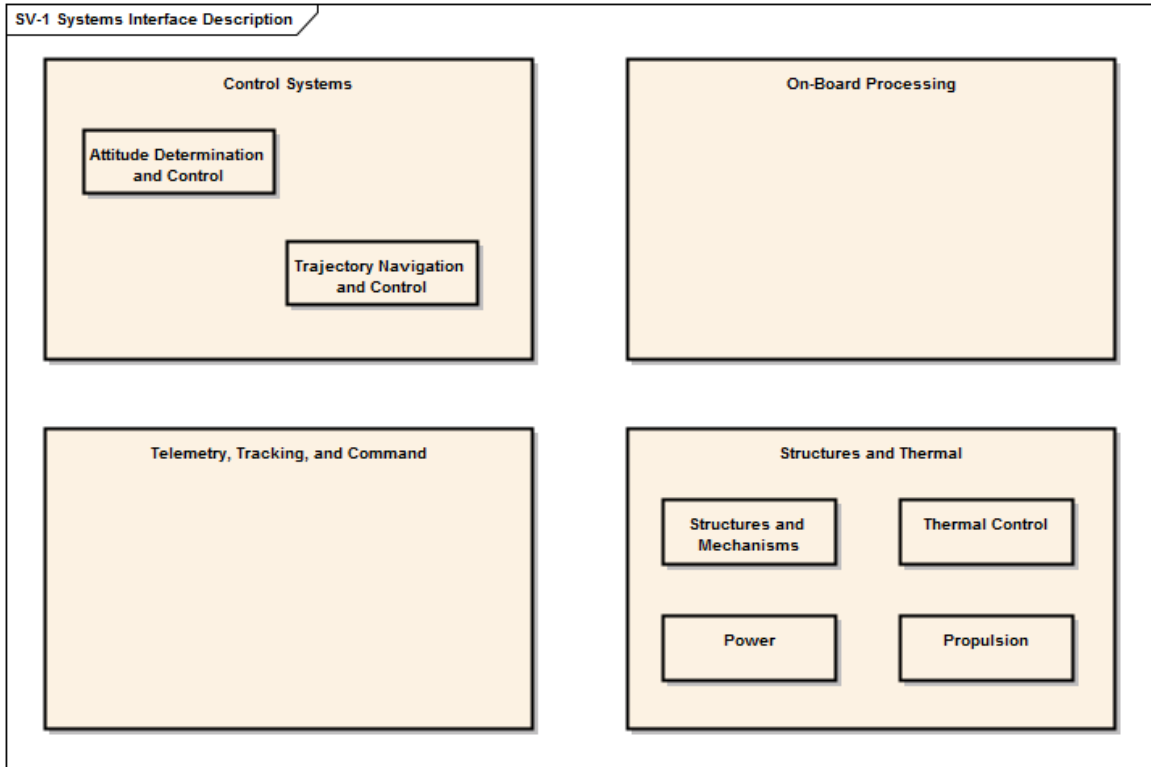 SV-1 Systems Interface Description
Control Systems
Attitude Determination
and Control
Trajectory Navigation
and Control
On-Board Processing
Telemetry, Tracking, and Command
Structures and Thermal
Structures and
Mechanisms
Thermal Control
Power
Propulsion